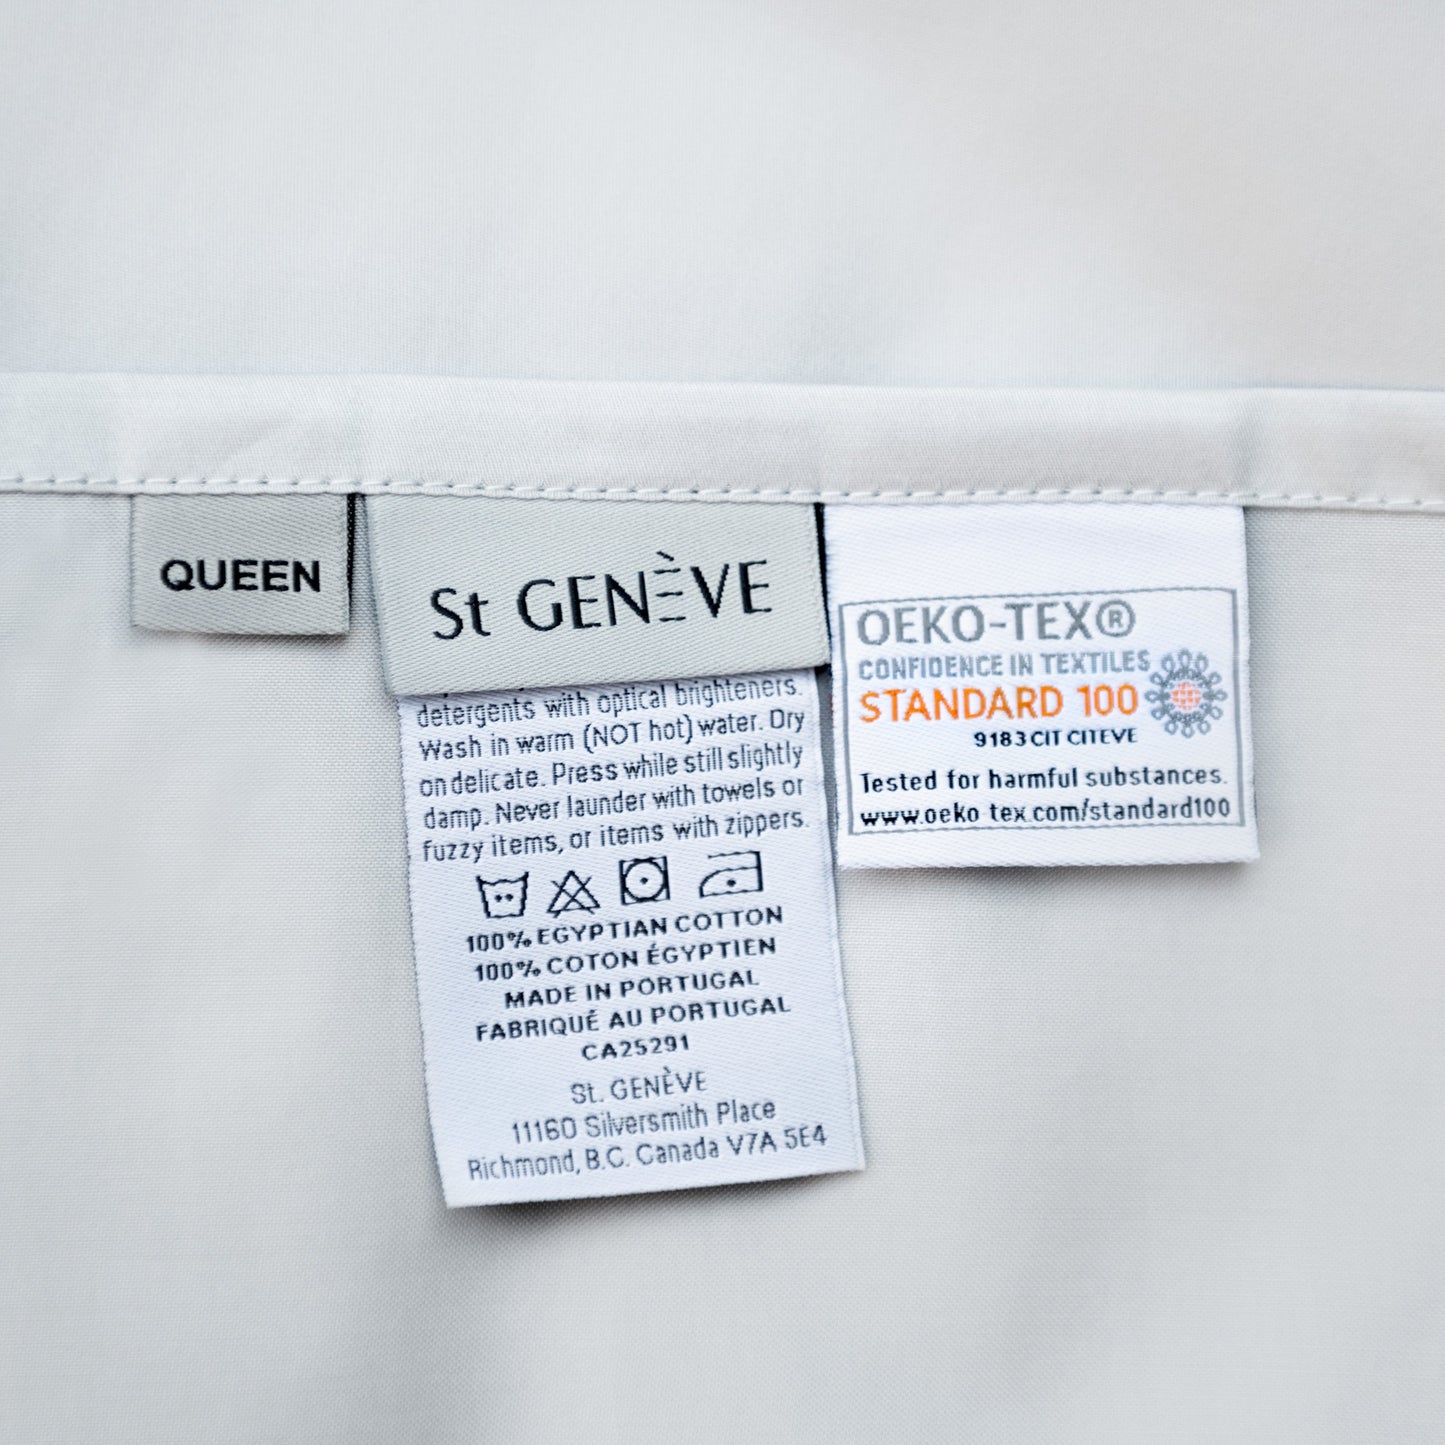 QUEEN
St GENÈVE
detergents with optical brighteners.
Wash in warm (NOT hot) water. Dry
on delicate. Press while still slightly
damp. Never launder with towels or
fuzzy items, or items with zippers.
100% EGYPTIAN COTTON
100% COTON ÉGYPTIEN
MADE IN PORTUGAL
FABRIQUÉ AU PORTUGAL
CA25291
St. GENÈVE
11160 Silversmith Place
Richmond, B.C. Canada V7A 5E4
OEKO-TEX®
CONFIDENCE IN TEXTILES
STANDARD 100
9183 CIT CITEVE
Tested for harmful substances.
www.oeko-tex.com/standard100